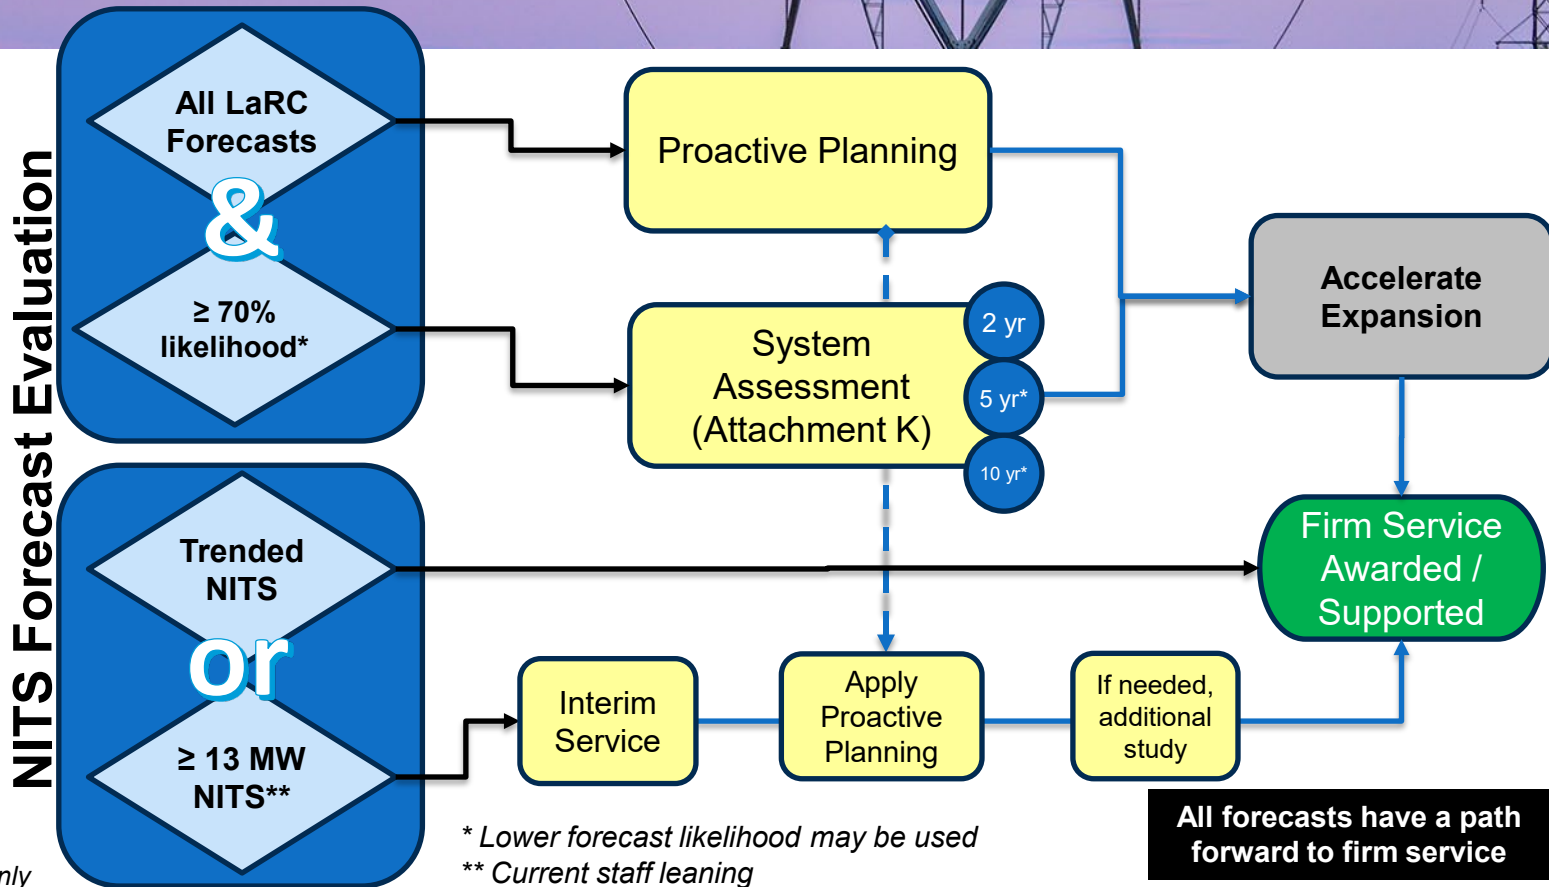 NITS Forecast Evaluation
All LaRC
Forecasts
&
≥ 70%
likelihood*
Proactive Planning
System
Assessment
(Attachment K)
2 yr
5 yr*
10 yr*
Accelerate
Expansion
Trended
NITS
or
≥ 13 MW
NITS**
Interim
Service
Apply
Proactive
Planning
If needed,
additional
study
Firm Service
Awarded /
Supported
* Lower forecast likelihood may be used
** Current staff leaning
All forecasts have a path
forward to firm service